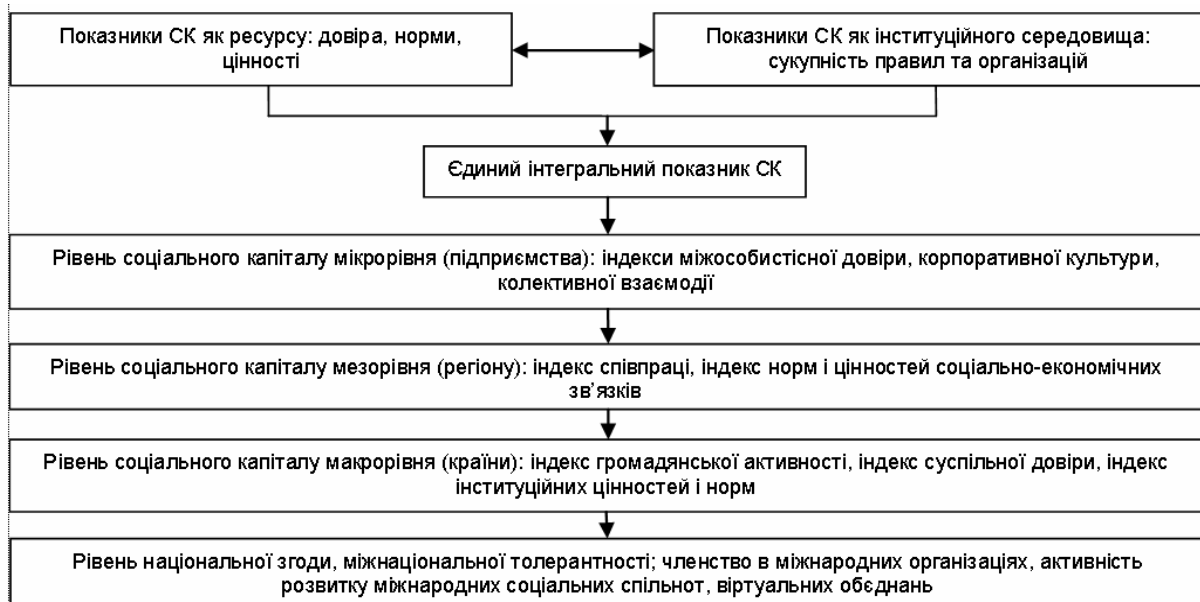 Показники СК як ресурсу: довіра, норми,
цінності
Показники СК як інституційного середовища:
сукупність правил та організацій
Єдиний інтегральний показник СК
Рівень соціального капіталу мікрорівня (підприємства): індекси міжособистісної довіри, корпоративної культури,
колективної взаємодії
Рівень соціального капіталу мезорівня (регіону): індекс співпраці, індекс норм і цінностей соціально-економічних
зв’язків
Рівень соціального капіталу макрорівня (країни): індекс громадянської активності, індекс суспільної довіри, індекс
інституційних цінностей і норм
Рівень національної згоди, міжнаціональної толерантності; членство в міжнародних організаціях, активність
розвитку міжнародних соціальних спільнот, віртуальних обєднань